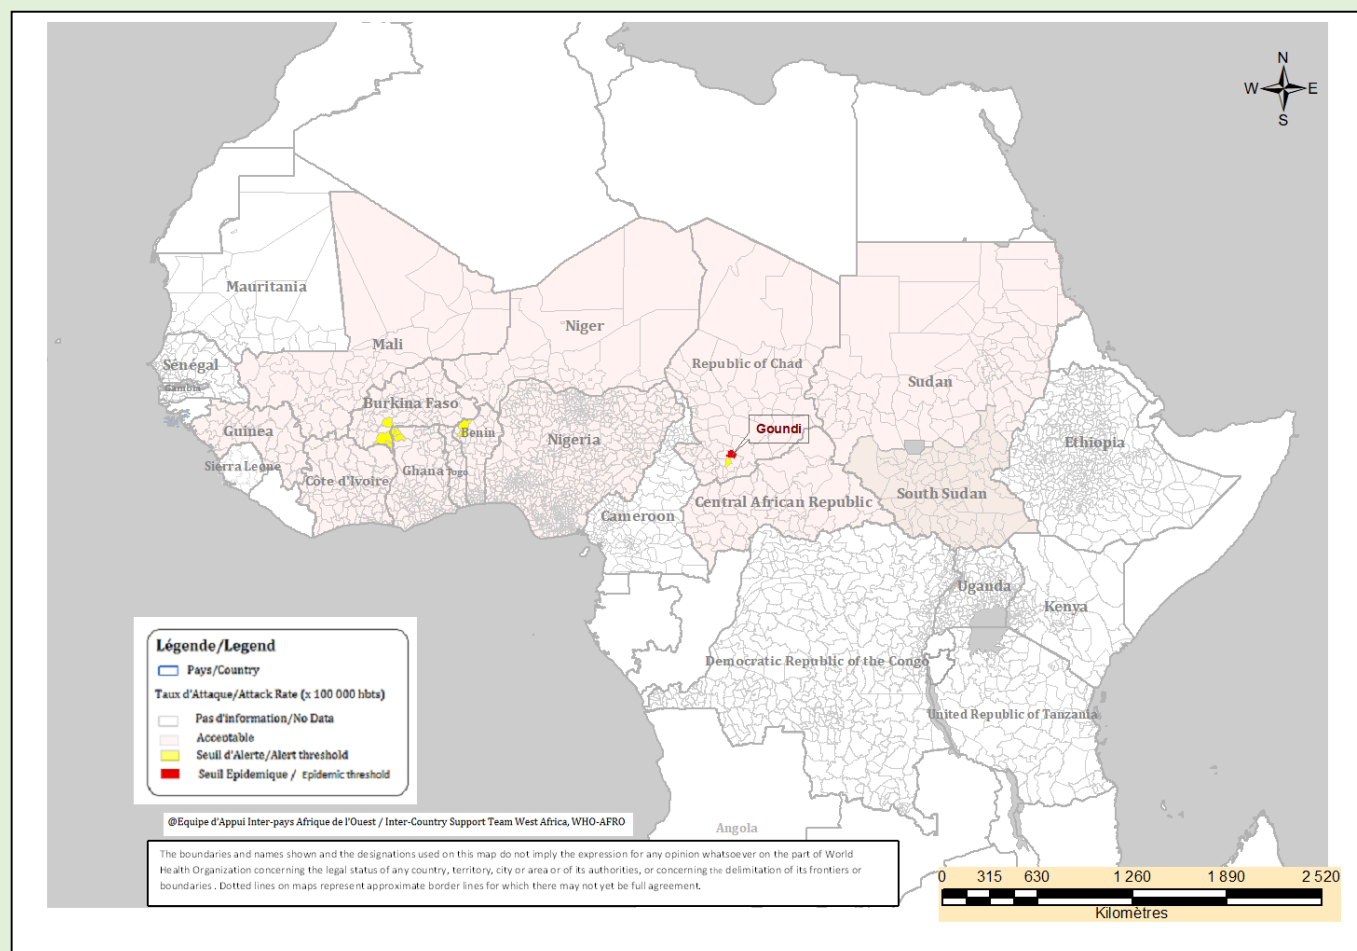 N
W E
S
Mauritania
Niger
Mali
Sénégal
Gambia
Republic of Chad
Sudan
Burkina Faso
Guinea
Benin
Nigeria
Goundi
Ethiopia
Sierra Leone
Côte d'Ivoire
Ghana
Togo
Central African Republic
South Sudan
Cameroon
Uganda
Kenya
Democratic Republic of the Congo
United Republic of Tanzania
Angola
Légende/Legend
Pays/Country
Taux d'Attaque/Attack Rate (x 100 000 hbts)
Pas d'information/No Data
Acceptable
Seuil d'Alerte/Alert threshold
Seuil Epidemique / Epidemic threshold
@Equipe d'Appui Inter-pays Afrique de l'Ouest / Inter-Country Support Team West Africa, WHO-AFRO
The boundaries and names shown and the designations used on this map do not imply the expression for any opinion whatsoever on the part of World
Health Organization concerning the legal status of any country, territory, city or area or of its authorities, or concerning the delimitation of its frontiers or
boundaries . Dotted lines on maps represent approximate border lines for which there may not yet be full agreement.
0 315 630 1 260 1 890 2 520
Kilomètres